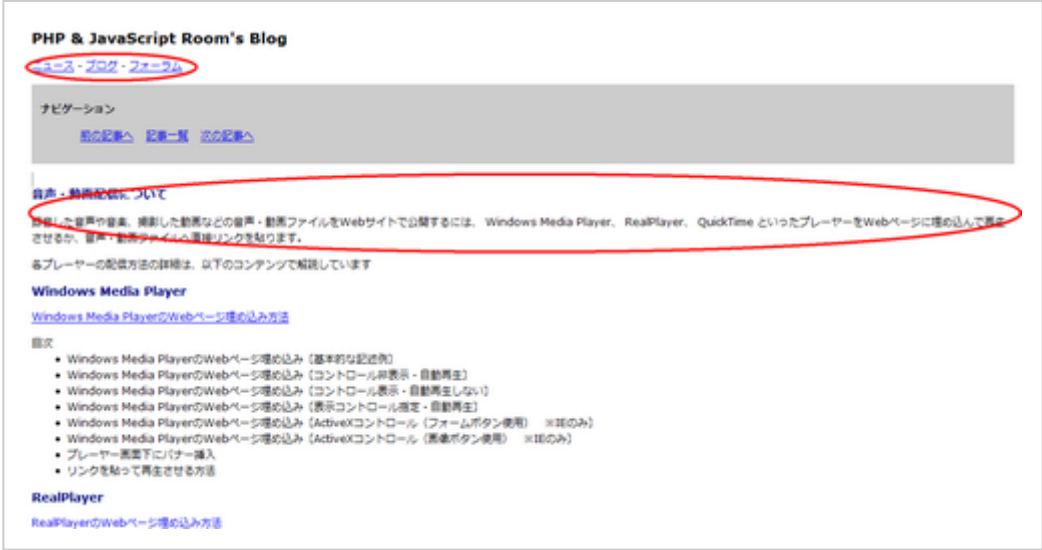 PHP & JavaScript Room's Blog
ニュース - ブログ - フォーラム
ナビゲーション
前の記事へ 記事一覧 次の記事へ
音声・動画配信について
録音した音声や音楽、撮影した動画などの音声・動画ファイルをWebサイトで公開するには、 Windows Media Player、 RealPlayer、 QuickTime といったプレーヤーをWebページに埋め込んで再生
させるか、音声・動画ファイルへ直接リンクを貼ります。
各プレーヤーの配信方法の詳細は、以下のコンテンツで解説しています
Windows Media Player
Windows Media PlayerのWebページ埋め込み方法
目次
• Windows Media PlayerのWebページ埋め込み（基本的な記述例）
• Windows Media PlayerのWebページ埋め込み（コントロール非表示・自動再生）
• Windows Media PlayerのWebページ埋め込み（コントロール表示・自動再生しない）
• Windows Media PlayerのWebページ埋め込み（表示コントロール指定・自動再生）
• Windows Media PlayerのWebページ埋め込み（ActiveXコントロール（フォームボタン使用） ※IEのみ）
• Windows Media PlayerのWebページ埋め込み（ActiveXコントロール（画像ボタン使用） ※IEのみ）
• プレーヤー画面下にバナー挿入
• リンクを貼って再生させる方法
RealPlayer
RealPlayerのWebページ埋め込み方法